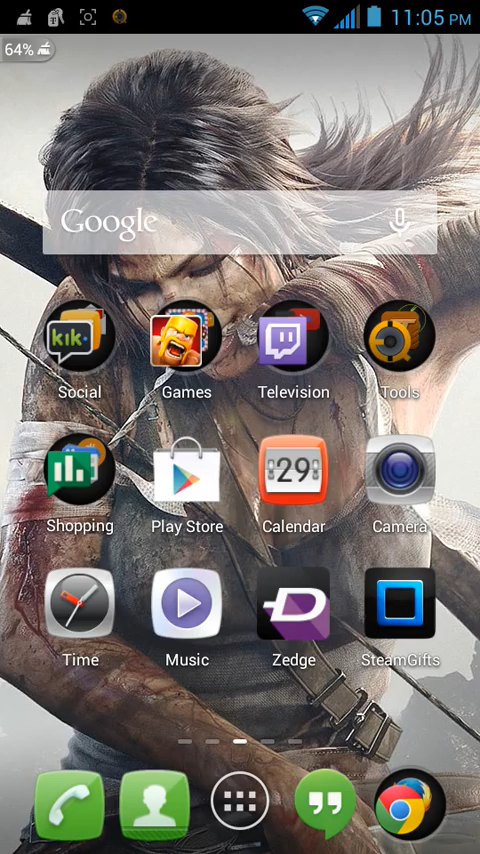 11:05 PM
64%
Google
kik.
Social
Games
Television
Tools
Shopping
Play Store
29
Calendar
Camera
Time
Music
Zedge
SteamGifts